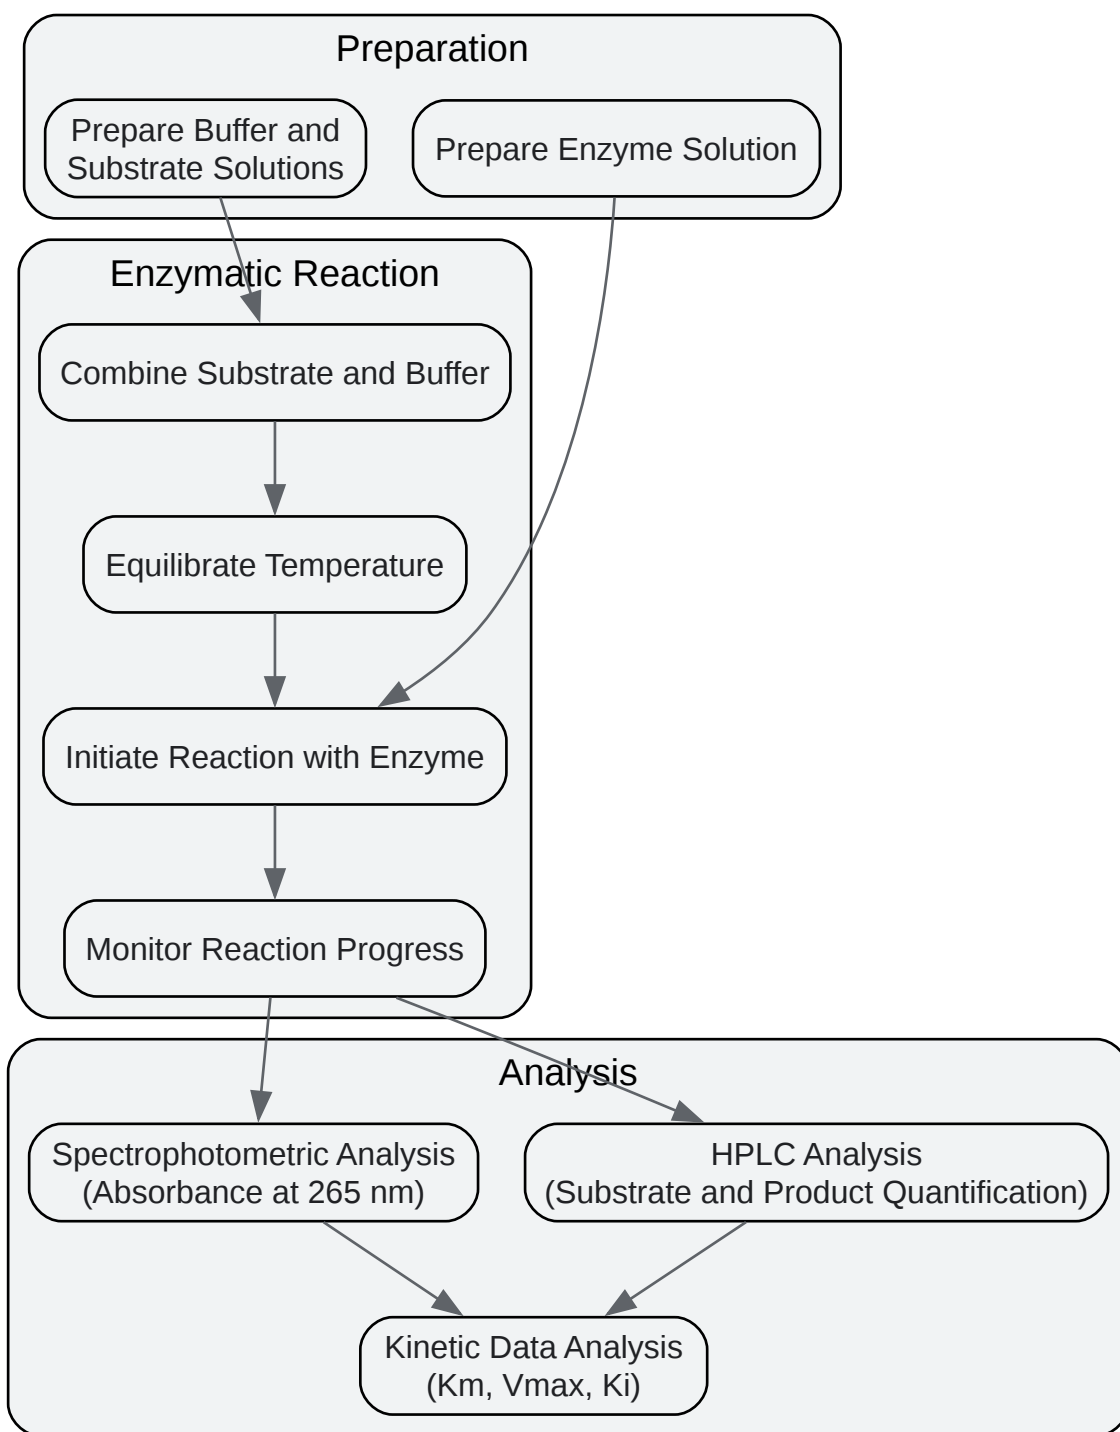 Preparation
Prepare Buffer and
Substrate Solutions
Prepare Enzyme Solution
Enzymatic Reaction
Combine Substrate and Buffer
Equilibrate Temperature
Initiate Reaction with Enzyme
Monitor Reaction Progress
Analysis
Spectrophotometric Analysis
(Absorbance at 265 nm)
HPLC Analysis
(Substrate and Product Quantification)
Kinetic Data Analysis
(Km, Vmax, Ki)